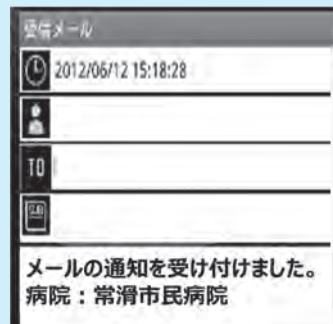 受信メール
2012/06/12 15:18:28
TO
SUB
メールの通知を受け付けました。
病院：常滑市民病院